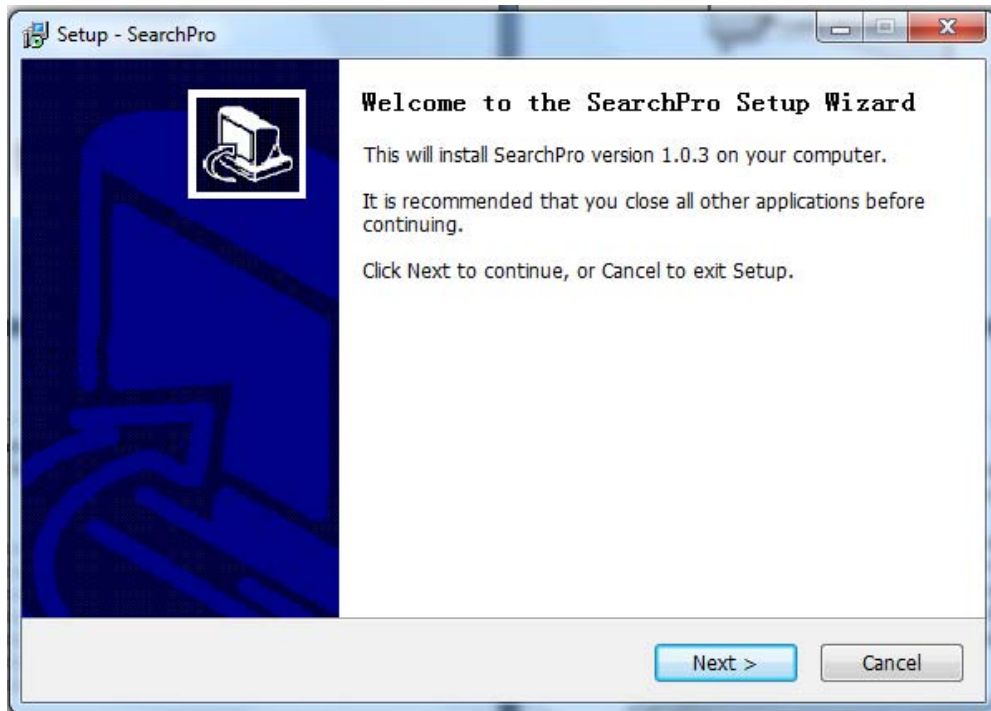 Setup - SearchPro
Welcome to the SearchPro Setup Wizard
This will install SearchPro version 1.0.3 on your computer.
It is recommended that you close all other applications before
continuing.
Click Next to continue, or Cancel to exit Setup.
Next >
Cancel